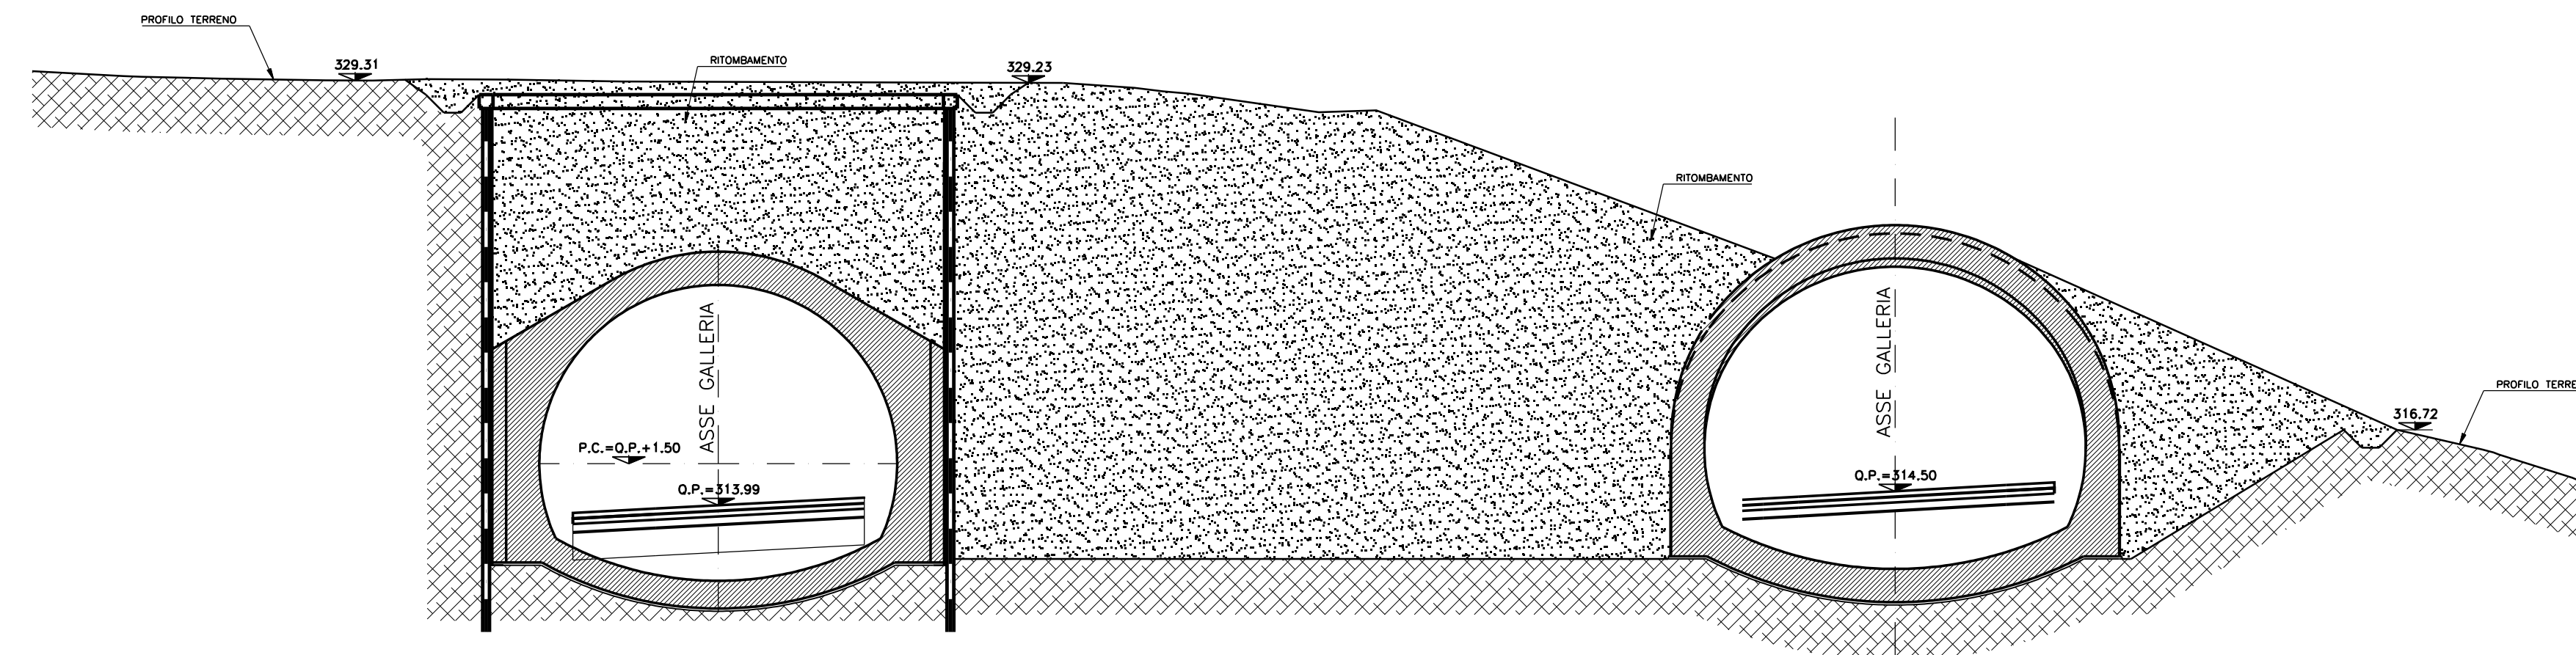 PROFILO TERRENO
329.31
RITOMBAMENTO
329.23
RITOMBAMENTO
ASSE GALLERIA
ASSE GALLERIA
PROFILO TERRE
316.72
P.C.=Q.P.+1.50
Q.P.=313.99
Q.P.=314.50